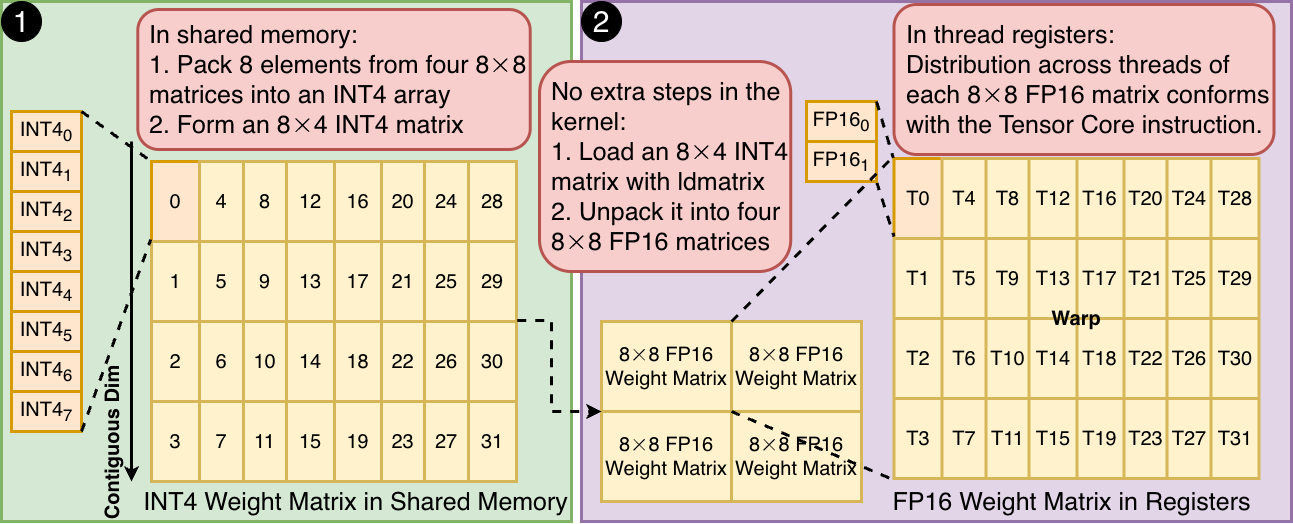 1
In shared memory:
1. Pack 8 elements from four 8×8
matrices into an INT4 array
2. Form an 8×4 INT4 matrix
INT4₀
INT4₁
INT4₂
INT4₃
INT4₄
INT4₅
INT4₆
INT4₇
Contiguous Dim
0 4 8 12 16 20 24 28
1 5 9 13 17 21 25 29
2 6 10 14 18 22 26 30
3 7 11 15 19 23 27 31
INT4 Weight Matrix in Shared Memory
2
No extra steps in the
kernel:
1. Load an 8×4 INT4
matrix with ldmatrix
2. Unpack it into four
8×8 FP16 matrices
8×8 FP16
Weight Matrix
8×8 FP16
Weight Matrix
8×8 FP16
Weight Matrix
8×8 FP16
Weight Matrix
FP16₀
FP16₁
In thread registers:
Distribution across threads of
each 8×8 FP16 matrix conforms
with the Tensor Core instruction.
T0 T4 T8 T12 T16 T20 T24 T28
T1 T5 T9 T13 T17 T21 T25 T29
Warp
T2 T6 T10 T14 T18 T22 T26 T30
T3 T7 T11 T15 T19 T23 T27 T31
FP16 Weight Matrix in Registers